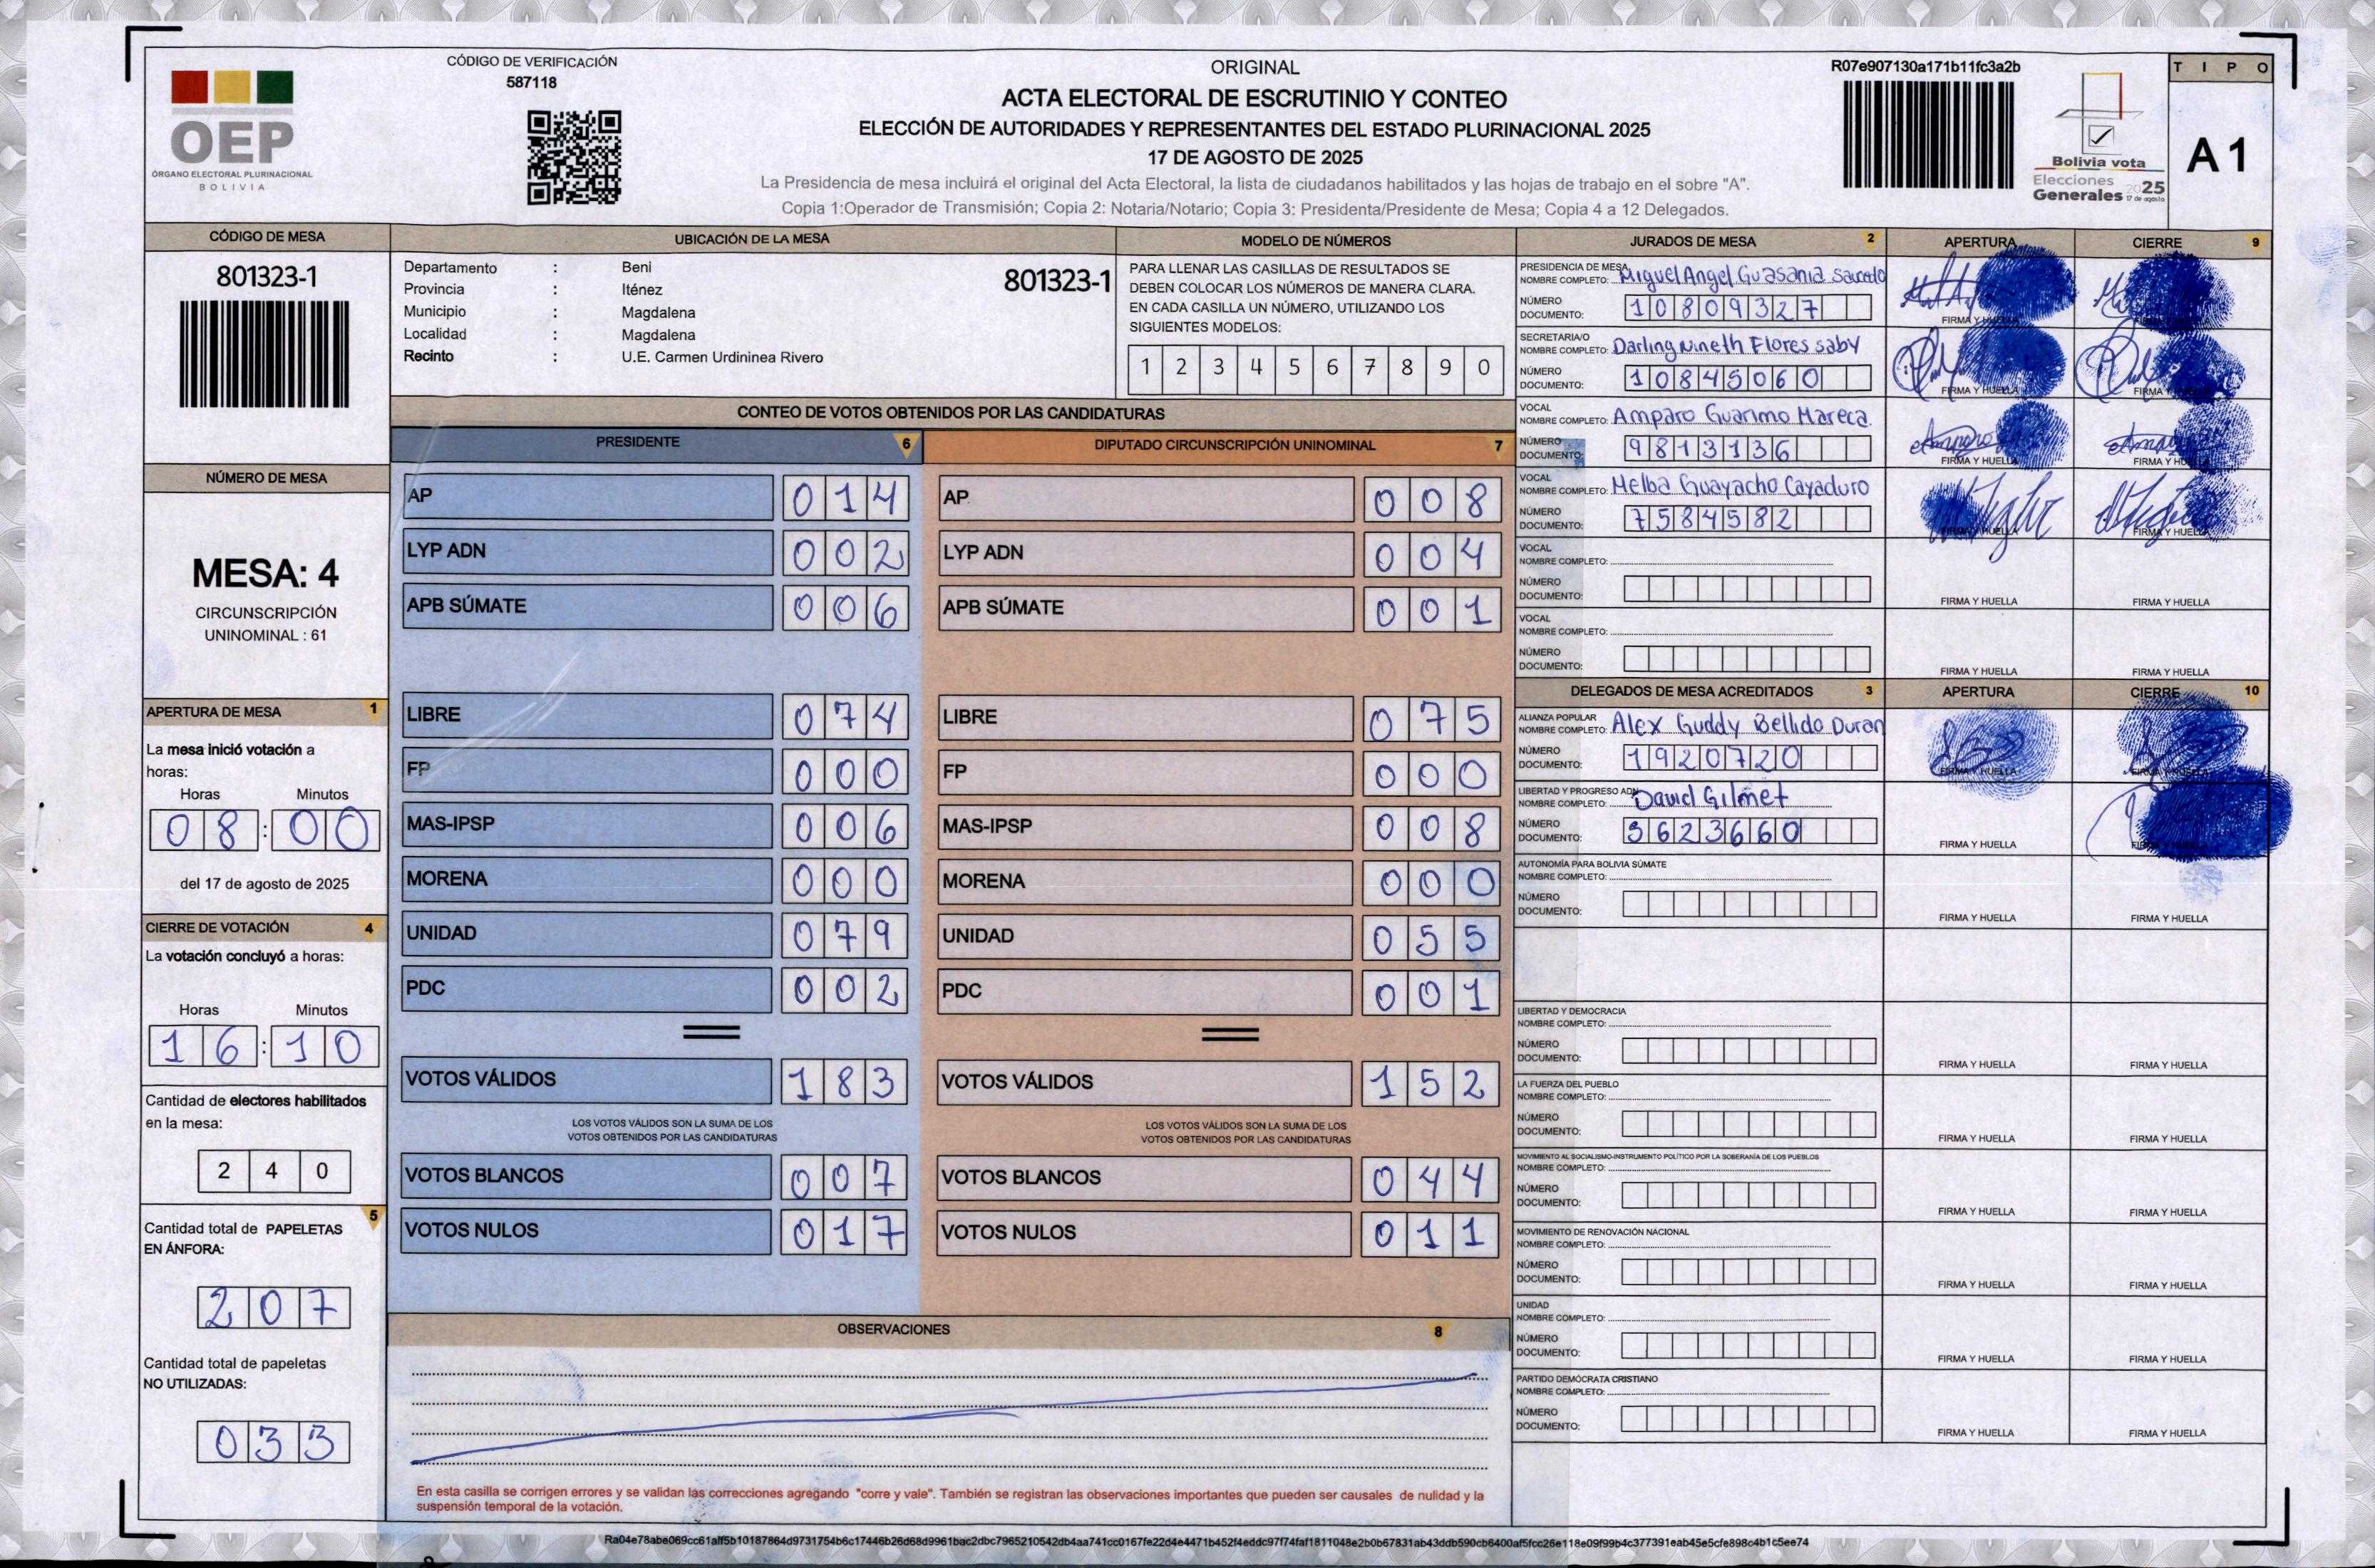 CÓDIGO DE VERIFICACIÓN
587118
OEP
ÓRGANO ELECTORAL PLURINACIONAL
BOLIVIA
ORIGINAL
ACTA ELECTORAL DE ESCRUTINIO Y CONTEO
ELECCIÓN DE AUTORIDADES Y REPRESENTANTES DEL ESTADO PLURINACIONAL 2025
17 DE AGOSTO DE 2025
La Presidencia de mesa incluirá el original del Acta Electoral, la lista de ciudadanos habilitados y las hojas de trabajo en el sobre "A".
Copia 1:Operador de Transmisión; Copia 2: Notaria/Notario; Copia 3: Presidenta/Presidente de Mesa; Copia 4 a 12 Delegados.
R07e907130a171b11fc3a2b
Bolivia vota
Elecciones
Generales 2025
17 de agosto
TIPO
A 1
CÓDIGO DE MESA
801323-1
NÚMERO DE MESA
MESA: 4
CIRCUNSCRIPCIÓN
UNINOMINAL : 61
APERTURA DE MESA 1
La mesa inició votación a
horas:
Horas Minutos
08:00
del 17 de agosto de 2025
CIERRE DE VOTACIÓN 4
La votación concluyó a horas:
Horas Minutos
16:10
Cantidad de electores habilitados
en la mesa:
240
5
Cantidad total de PAPELETAS
EN ÁNFORA:
207
Cantidad total de papeletas
NO UTILIZADAS:
033
UBICACIÓN DE LA MESA
Departamento : Beni
801323-1
Provincia : Iténez
Municipio : Magdalena
Localidad : Magdalena
Recinto : U.E. Carmen Urdininea Rivero
MODELO DE NÚMEROS
PARA LLENAR LAS CASILLAS DE RESULTADOS SE
DEBEN COLOCAR LOS NÚMEROS DE MANERA CLARA.
EN CADA CASILLA UN NÚMERO, UTILIZANDO LOS
SIGUIENTES MODELOS:
1 2 3 4 5 6 7 8 9 0
CONTEO DE VOTOS OBTENIDOS POR LAS CANDIDATURAS
PRESIDENTE 6
AP 014
LYP ADN 002
APB SÚMATE 006
LIBRE 074
FP 000
MAS-IPSP 006
MORENA 000
UNIDAD 079
PDC 002
=
VOTOS VÁLIDOS 183
LOS VOTOS VÁLIDOS SON LA SUMA DE LOS
VOTOS OBTENIDOS POR LAS CANDIDATURAS
VOTOS BLANCOS 007
VOTOS NULOS 017
DIPUTADO CIRCUNSCRIPCIÓN UNINOMINAL 7
AP 008
LYP ADN 004
APB SÚMATE 001
LIBRE 075
FP 000
MAS-IPSP 008
MORENA 000
UNIDAD 055
PDC 001
=
VOTOS VÁLIDOS 152
LOS VOTOS VÁLIDOS SON LA SUMA DE LOS
VOTOS OBTENIDOS POR LAS CANDIDATURAS
VOTOS BLANCOS 044
VOTOS NULOS 011
OBSERVACIONES 8
En esta casilla se corrigen errores y se validan las correcciones agregando "corre y vale". También se registran las observaciones importantes que pueden ser causales de nulidad y la
suspensión temporal de la votación.
JURADOS DE MESA 2 APERTURA CIERRE 9
PRESIDENCIA DE MESA
NOMBRE COMPLETO: Miguel Angel Guasania Saucedo
NÚMERO
DOCUMENTO: 10809327
FIRMA Y HUELLA
SECRETARIA/O
NOMBRE COMPLETO: Darling Nineth Flores Saby
NÚMERO
DOCUMENTO: 10845060
FIRMA Y HUELLA FIRMA
VOCAL
NOMBRE COMPLETO: Amparo Guarimo Mareca
NÚMERO
DOCUMENTO: 9813136
FIRMA Y HUELLA FIRMA Y HU
VOCAL
NOMBRE COMPLETO: Melba Guayacho Cayaduro
NÚMERO
DOCUMENTO: 7584582
FIRMA Y HUELLA FIRMA Y HUELLA
VOCAL
NOMBRE COMPLETO:
NÚMERO
DOCUMENTO:
FIRMA Y HUELLA FIRMA Y HUELLA
VOCAL
NOMBRE COMPLETO:
NÚMERO
DOCUMENTO:
FIRMA Y HUELLA FIRMA Y HUELLA
DELEGADOS DE MESA ACREDITADOS 3 APERTURA CIERRE 10
ALIANZA POPULAR
NOMBRE COMPLETO: Alex Guddy Bellido Duran
NÚMERO
DOCUMENTO: 1920720
FIRMA Y HUELLA FIRMA Y HUELLA
LIBERTAD Y PROGRESO ADN
NOMBRE COMPLETO: David Gilmet
NÚMERO
DOCUMENTO: 3623660
FIRMA Y HUELLA
AUTONOMÍA PARA BOLIVIA SÚMATE
NOMBRE COMPLETO:
NÚMERO
DOCUMENTO:
FIRMA Y HUELLA FIRMA Y HUELLA
LIBERTAD Y DEMOCRACIA
NOMBRE COMPLETO:
NÚMERO
DOCUMENTO:
FIRMA Y HUELLA FIRMA Y HUELLA
LA FUERZA DEL PUEBLO
NOMBRE COMPLETO:
NÚMERO
DOCUMENTO:
FIRMA Y HUELLA FIRMA Y HUELLA
MOVIMIENTO AL SOCIALISMO-INSTRUMENTO POLÍTICO POR LA SOBERANÍA DE LOS PUEBLOS
NOMBRE COMPLETO:
NÚMERO
DOCUMENTO:
FIRMA Y HUELLA FIRMA Y HUELLA
MOVIMIENTO DE RENOVACIÓN NACIONAL
NOMBRE COMPLETO:
NÚMERO
DOCUMENTO:
FIRMA Y HUELLA FIRMA Y HUELLA
UNIDAD
NOMBRE COMPLETO:
NÚMERO
DOCUMENTO:
FIRMA Y HUELLA FIRMA Y HUELLA
PARTIDO DEMÓCRATA CRISTIANO
NOMBRE COMPLETO:
NÚMERO
DOCUMENTO:
FIRMA Y HUELLA FIRMA Y HUELLA